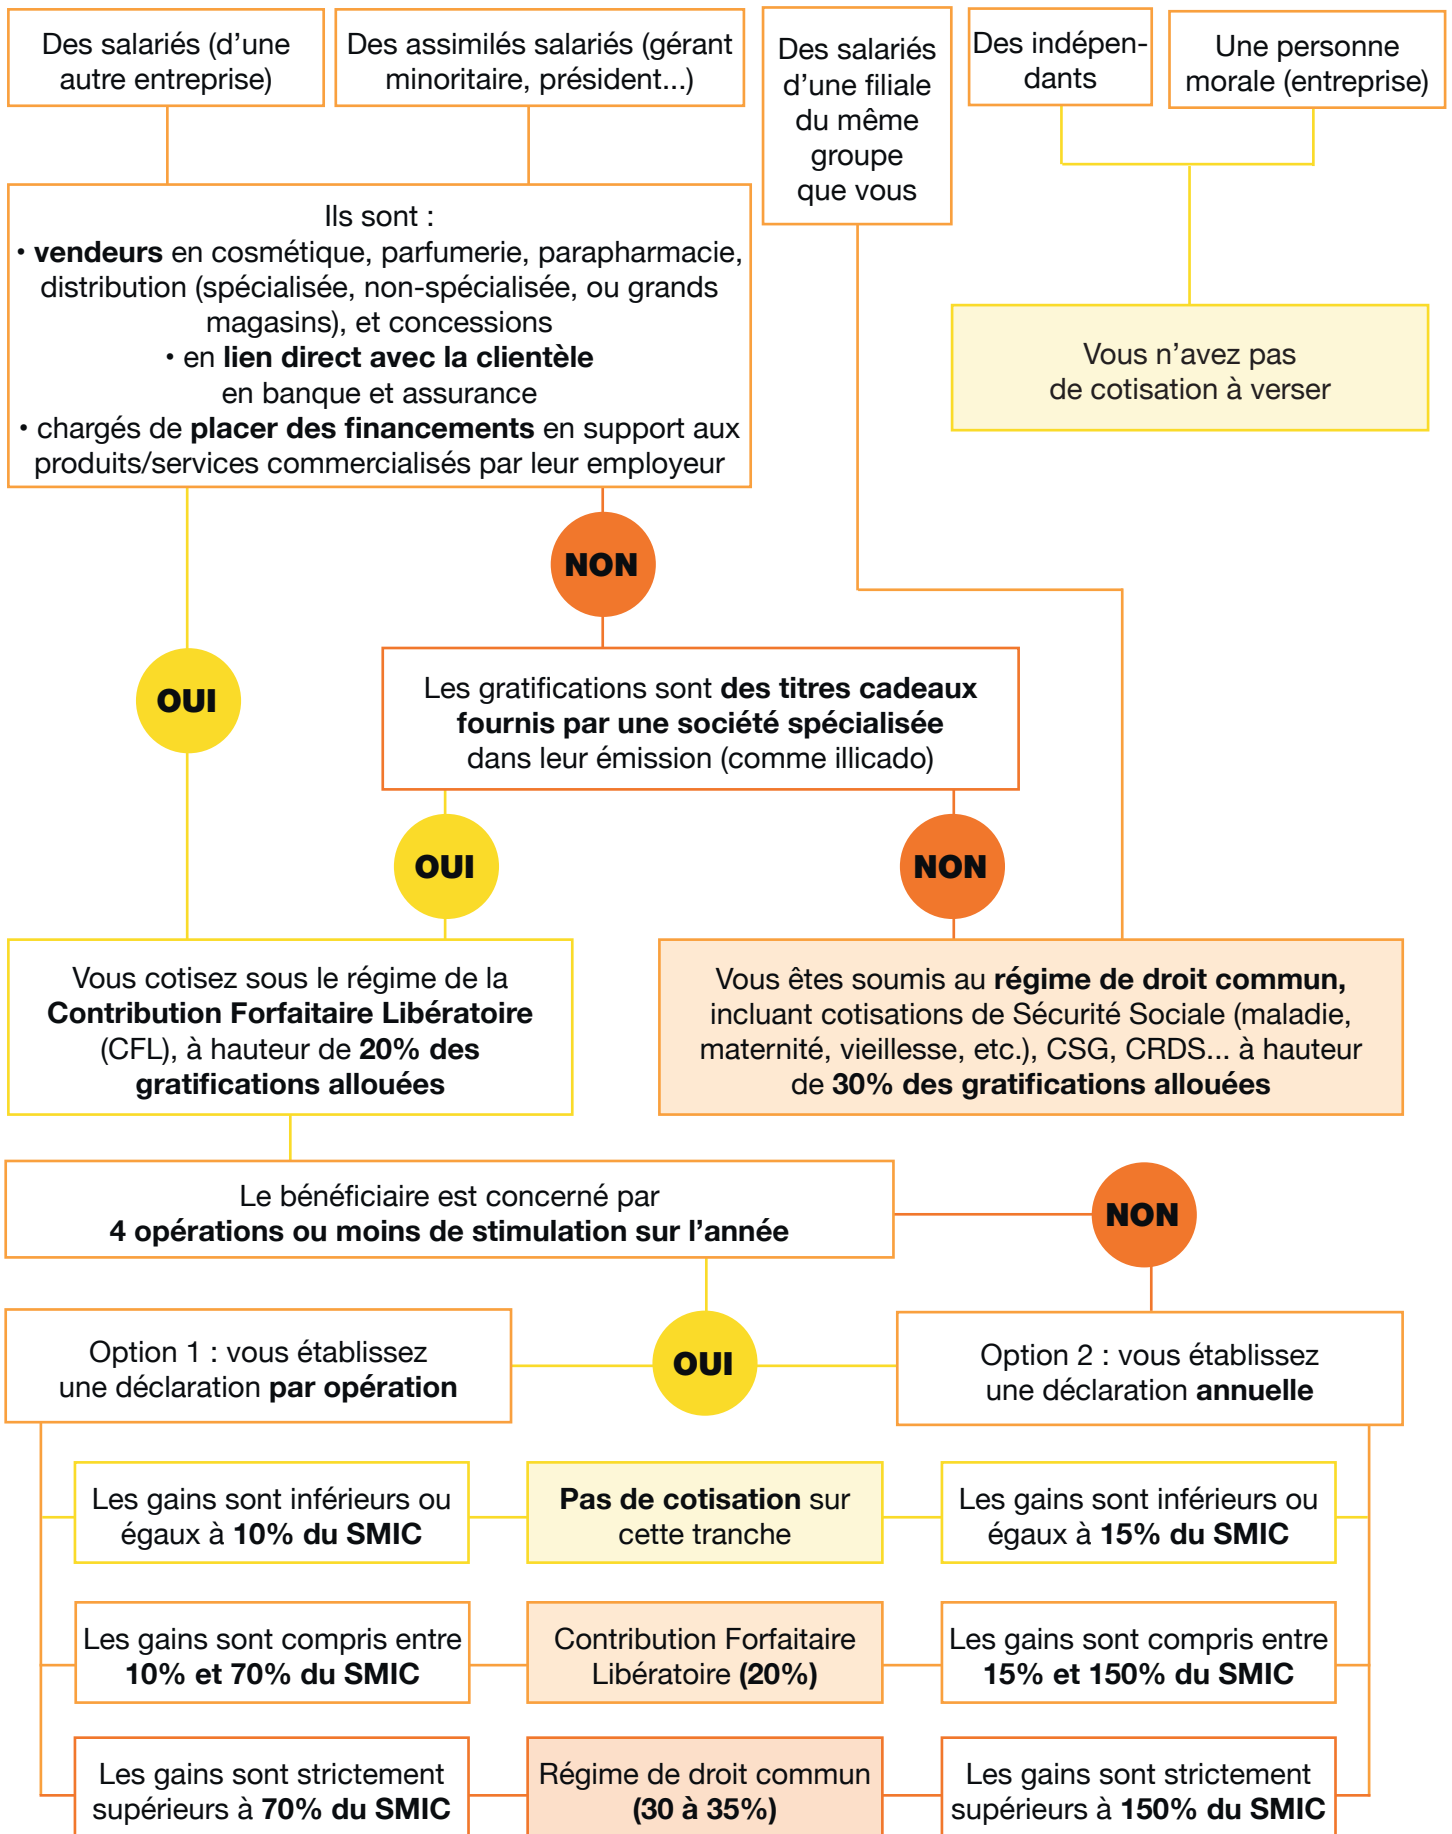 Des salariés (d’une
autre entreprise)
Des assimilés salariés (gérant
minoritaire, président...)
Des salariés
d’une filiale
du même
groupe
que vous
Des indépen-
dants
Une personne
morale (entreprise)
Ils sont :
• vendeurs en cosmétique, parfumerie, parapharmacie,
distribution (spécialisée, non-spécialisée, ou grands
magasins), et concessions
• en lien direct avec la clientèle
en banque et assurance
• chargés de placer des financements en support aux
produits/services commercialisés par leur employeur
Vous n’avez pas
de cotisation à verser
NON
OUI
Les gratifications sont des titres cadeaux
fournis par une société spécialisée
dans leur émission (comme illicado)
OUI
NON
Vous cotisez sous le régime de la
Contribution Forfaitaire Libératoire
(CFL), à hauteur de 20% des
gratifications allouées
Vous êtes soumis au régime de droit commun,
incluant cotisations de Sécurité Sociale (maladie,
maternité, vieillesse, etc.), CSG, CRDS... à hauteur
de 30% des gratifications allouées
Le bénéficiaire est concerné par
4 opérations ou moins de stimulation sur l’année
NON
Option 1 : vous établissez
une déclaration par opération
OUI
Option 2 : vous établissez
une déclaration annuelle
Les gains sont inférieurs ou
égaux à 10% du SMIC
Pas de cotisation sur
cette tranche
Les gains sont inférieurs ou
égaux à 15% du SMIC
Les gains sont compris entre
10% et 70% du SMIC
Contribution Forfaitaire
Libératoire (20%)
Les gains sont compris entre
15% et 150% du SMIC
Les gains sont strictement
supérieurs à 70% du SMIC
Régime de droit commun
(30 à 35%)
Les gains sont strictement
supérieurs à 150% du SMIC